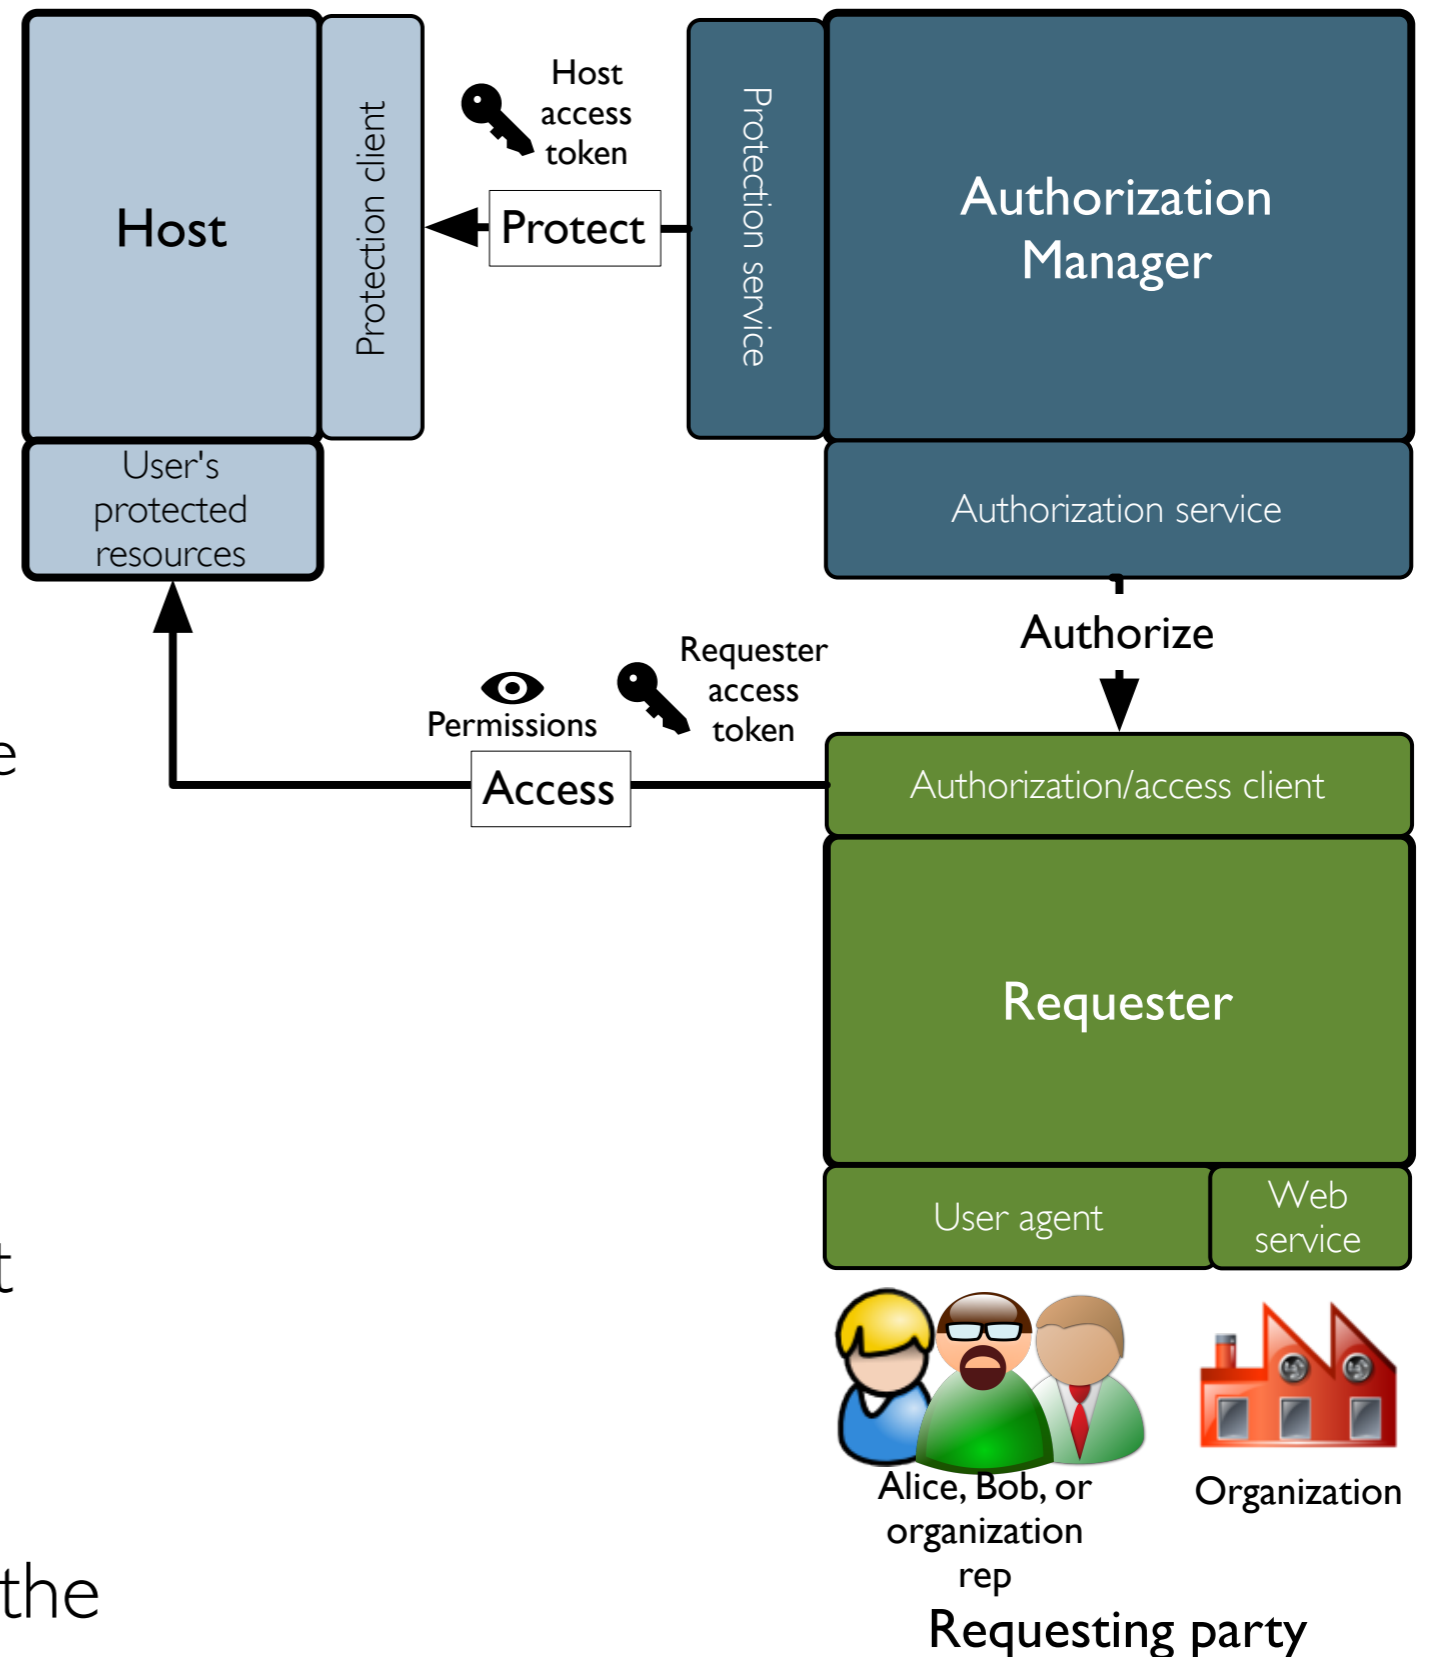 Host
Protection client
Host
access
token
Protect
Protection service
Authorization
Manager
User's
protected
resources
Authorization service
Authorize
Permissions
Requester
access
token
Access
Authorization/access client
e
Requester
User agent
Web
service
t
Alice, Bob, or
organization
rep
Organization
the
Requesting party